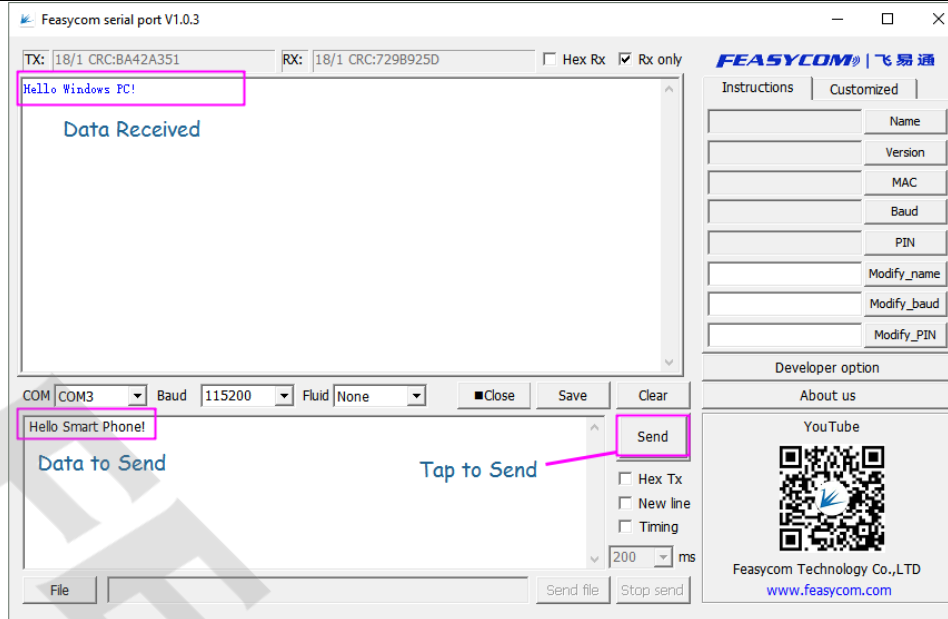 Feasycom serial port V1.0.3
TX: 18/1 CRC:BA42A351 RX: 18/1 CRC:729B925D Hex Rx Rx only
FEASYCOM | 飞易通
Hello Windows PC!
Data Received
Instructions Customized
Name
Version
MAC
Baud
PIN
Modify_name
Modify_baud
Modify_PIN
Developer option
About us
COM COM3 Baud 115200 Fluid None Close Save Clear
Hello Smart Phone!
Data to Send
Tap to Send
Send
Hex Tx
New line
Timing
200 ms
File Send file Stop send
YouTube
Feasycom Technology Co.,LTD
www.feasycom.com